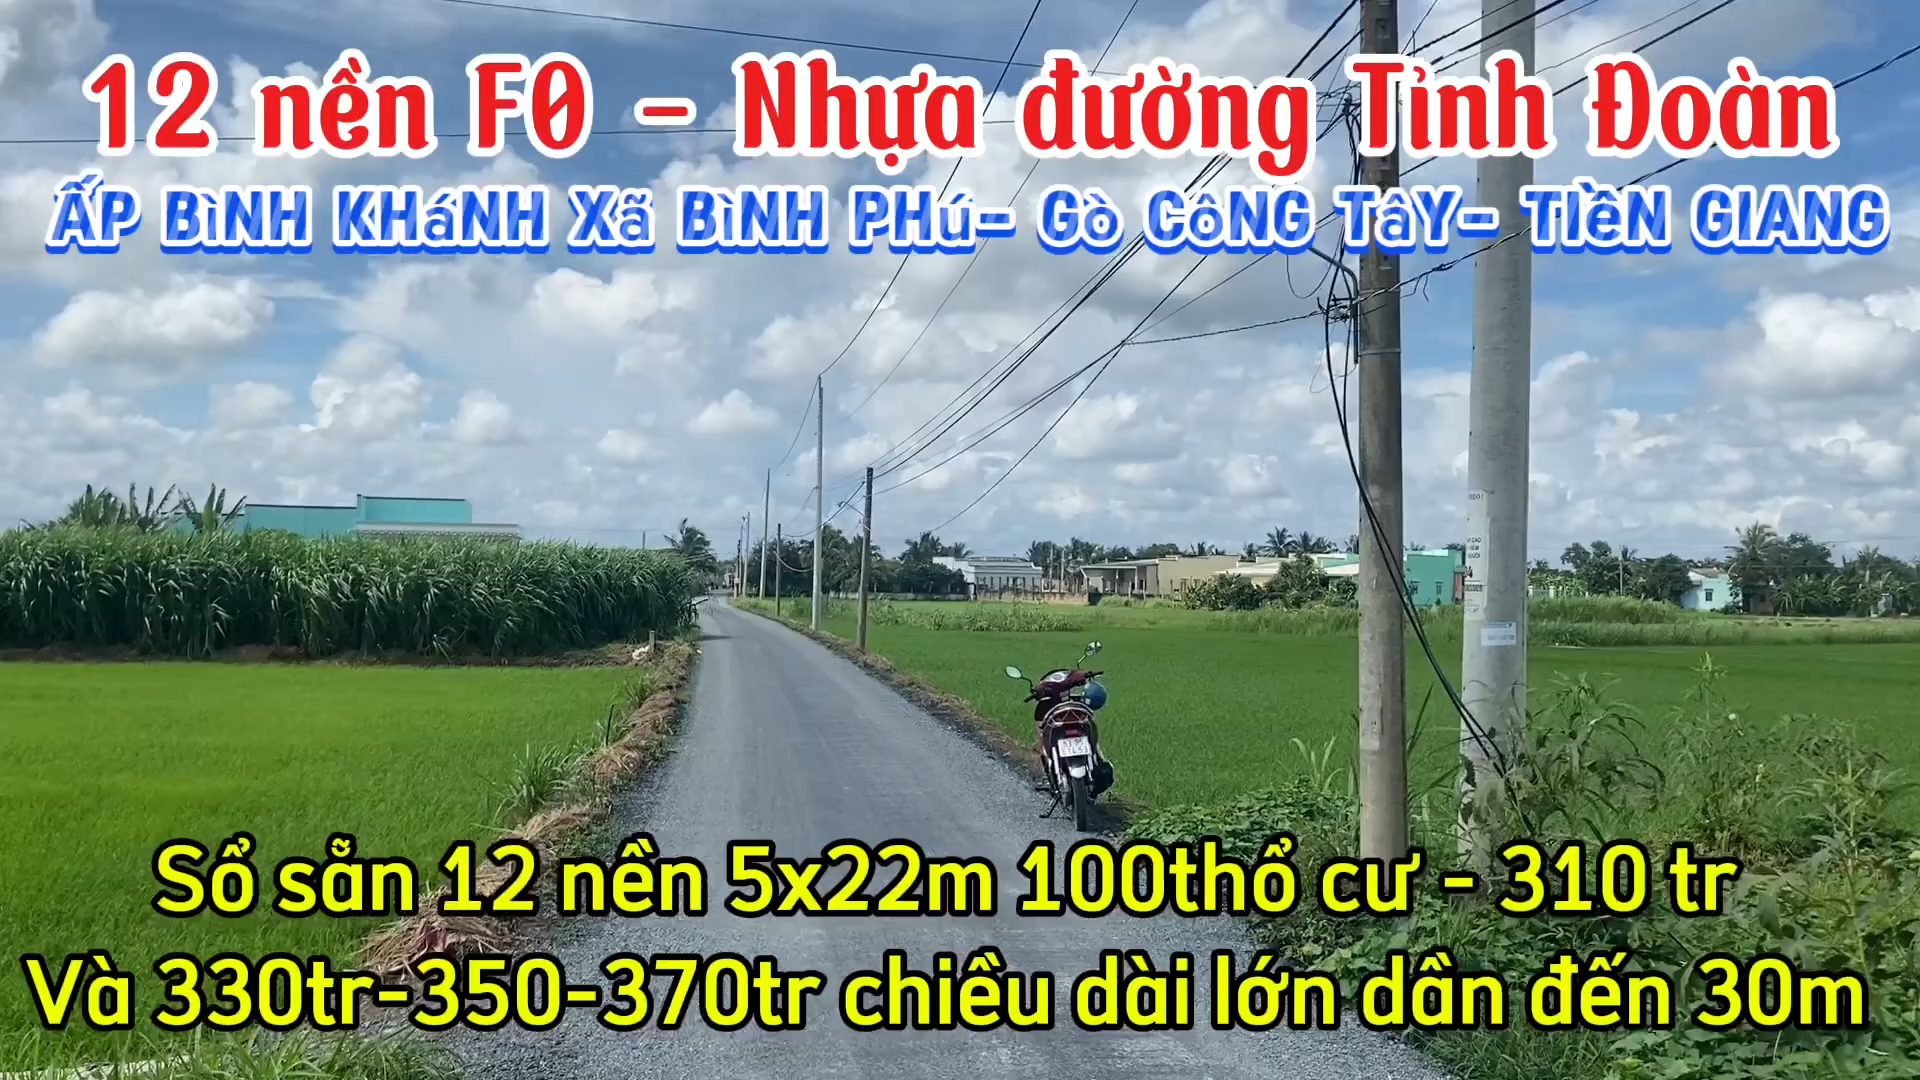 12 nền F0 - Nhựa đường Tỉnh Đoàn
ẤP BìNH KHáNH Xã BìNH PHú- Gò CôNG TâY- TIềN GIANG
Sổ sẵn 12 nền 5x22m 100thổ cư - 310 tr
Và 330tr-350-370tr chiều dài lớn dần đến 30m